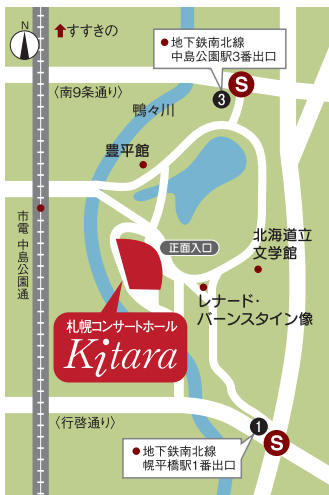 N
すすきの
地下鉄南北線
中島公園駅3番出口
S
3
〈南9条通り〉
鴨々川
豊平館
市電 中島公園通
正面入口
北海道立
文学館
レナード・
バーンスタイン像
札幌コンサートホール
Kitara
1
〈行啓通り〉
S
地下鉄南北線
幌平橋駅1番出口